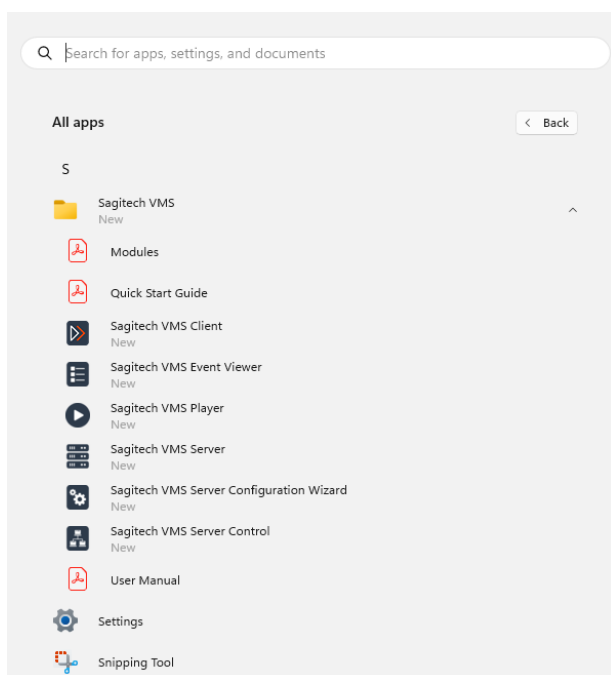 Search for apps, settings, and documents
All apps
Back
S
Sagitech VMS
New
Modules
Quick Start Guide
Sagitech VMS Client
New
Sagitech VMS Event Viewer
New
Sagitech VMS Player
New
Sagitech VMS Server
New
Sagitech VMS Server Configuration Wizard
New
Sagitech VMS Server Control
New
User Manual
Settings
Snipping Tool